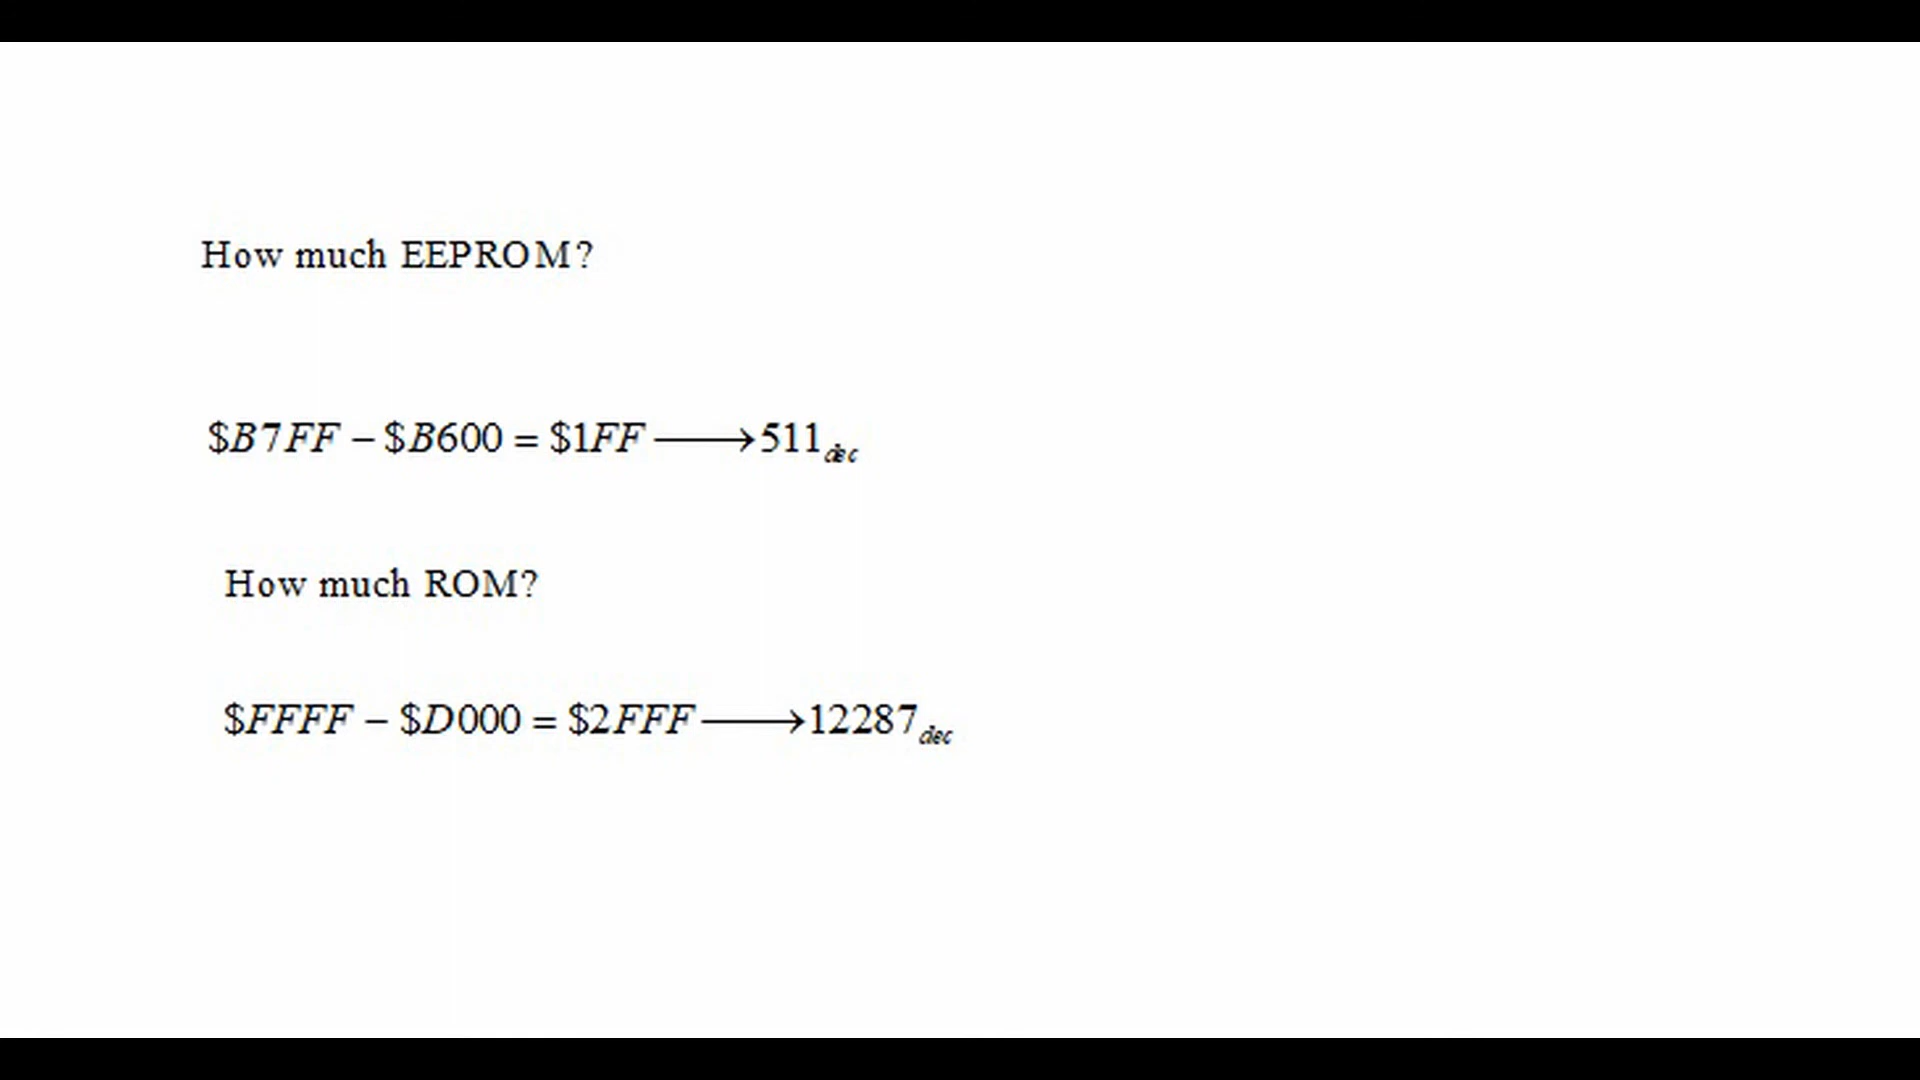 How much EEPROM?
$B7FF – $B600 = $1FF ⟶ 511dec
How much ROM?
$FFFF – $D000 = $2FFF ⟶ 12287dec